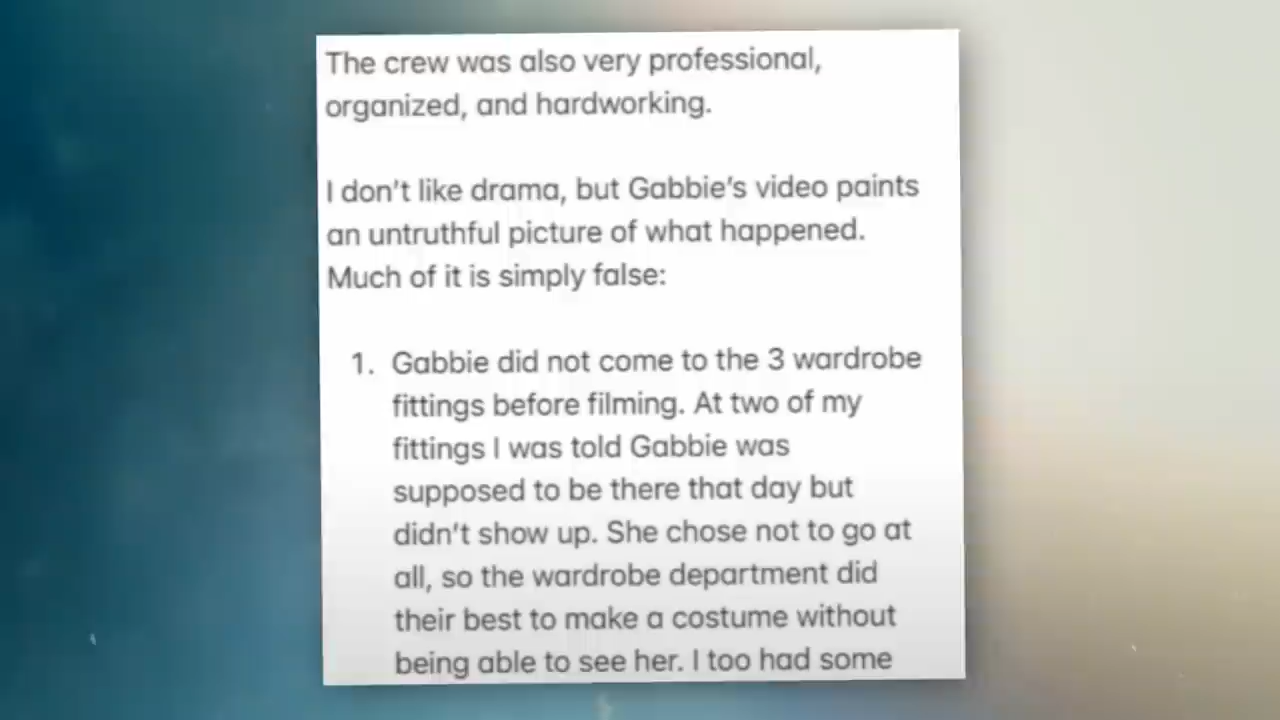 The crew was also very professional,
organized, and hardworking.
I don't like drama, but Gabbie's video paints
an untruthful picture of what happened.
Much of it is simply false:
1. Gabbie did not come to the 3 wardrobe
fittings before filming. At two of my
fittings I was told Gabbie was
supposed to be there that day but
didn't show up. She chose not to go at
all, so the wardrobe department did
their best to make a costume without
being able to see her. I too had some